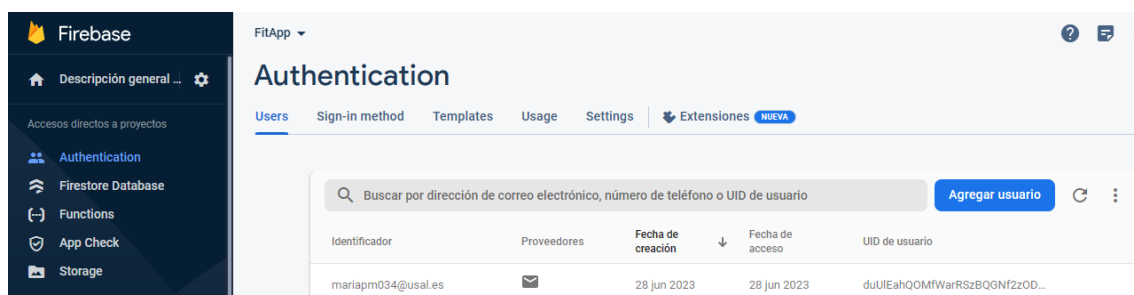 Firebase
Descripción general ...
Accesos directos a proyectos
Authentication
Firestore Database
Functions
App Check
Storage
FitApp
Authentication
Users Sign-in method Templates Usage Settings Extensiones NUEVA
Buscar por dirección de correo electrónico, número de teléfono o UID de usuario Agregar usuario
Identificador Proveedores Fecha de creación Fecha de acceso UID de usuario
mariapm034@usal.es 28 jun 2023 28 jun 2023 duUlEahQOMfWarRSzBQGNf2zOD...